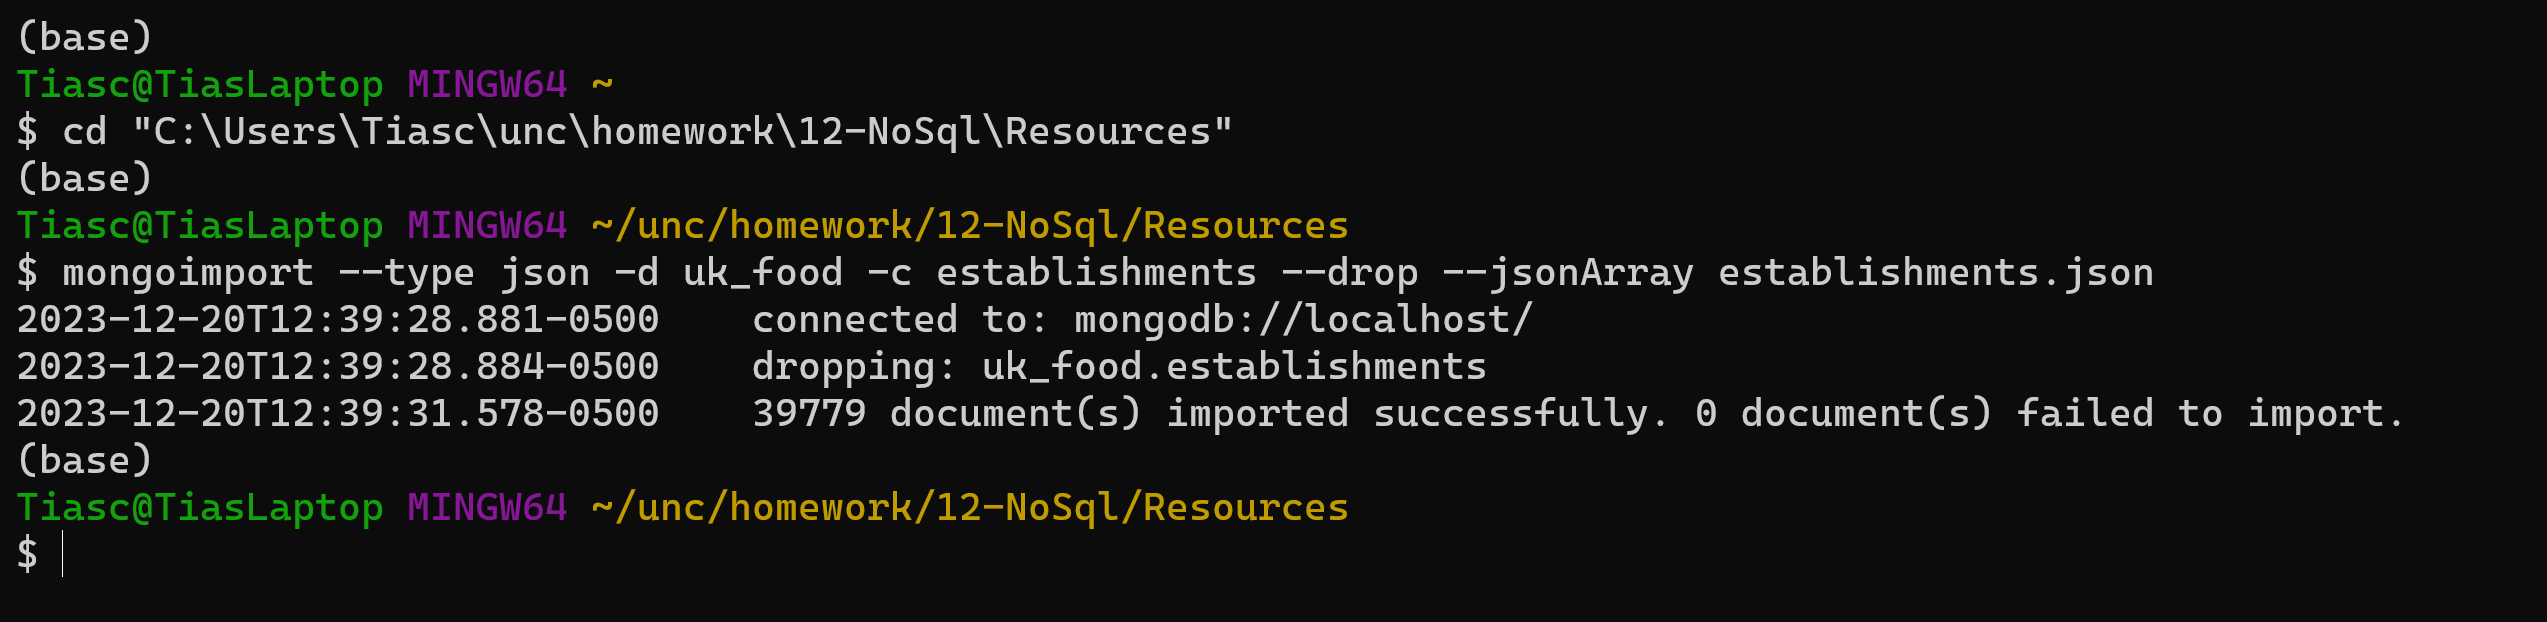 (base)
Tiasc@TiasLaptop MINGW64 ~
$ cd "C:\Users\Tiasc\unc\homework\12-NoSql\Resources"
(base)
Tiasc@TiasLaptop MINGW64 ~/unc/homework/12-NoSql/Resources
$ mongoimport --type json -d uk_food -c establishments --drop --jsonArray establishments.json
2023-12-20T12:39:28.881-0500    connected to: mongodb://localhost/
2023-12-20T12:39:28.884-0500    dropping: uk_food.establishments
2023-12-20T12:39:31.578-0500    39779 document(s) imported successfully. 0 document(s) failed to import.
(base)
Tiasc@TiasLaptop MINGW64 ~/unc/homework/12-NoSql/Resources
$